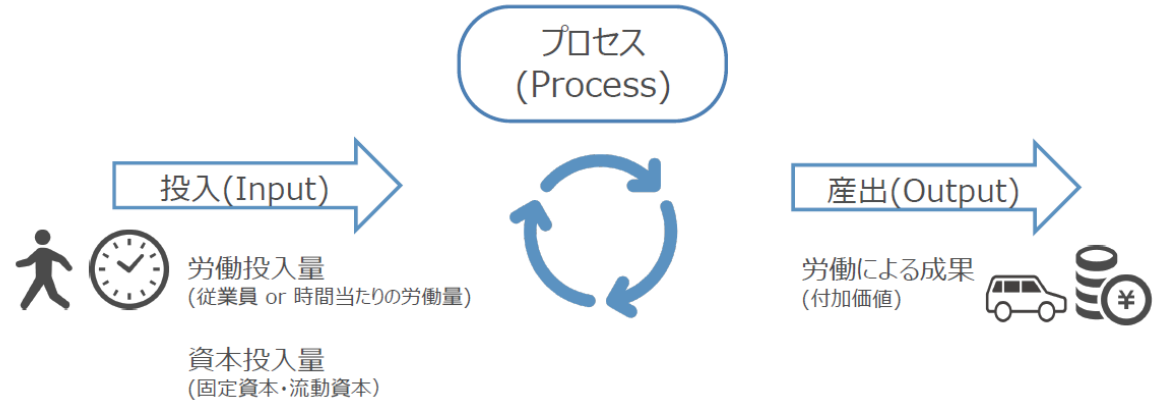 プロセス
(Process)
投入(Input)
産出(Output)
労働投入量
(従業員 or 時間当たりの労働量)
資本投入量
(固定資本・流動資本)
労働による成果
(付加価値)
¥